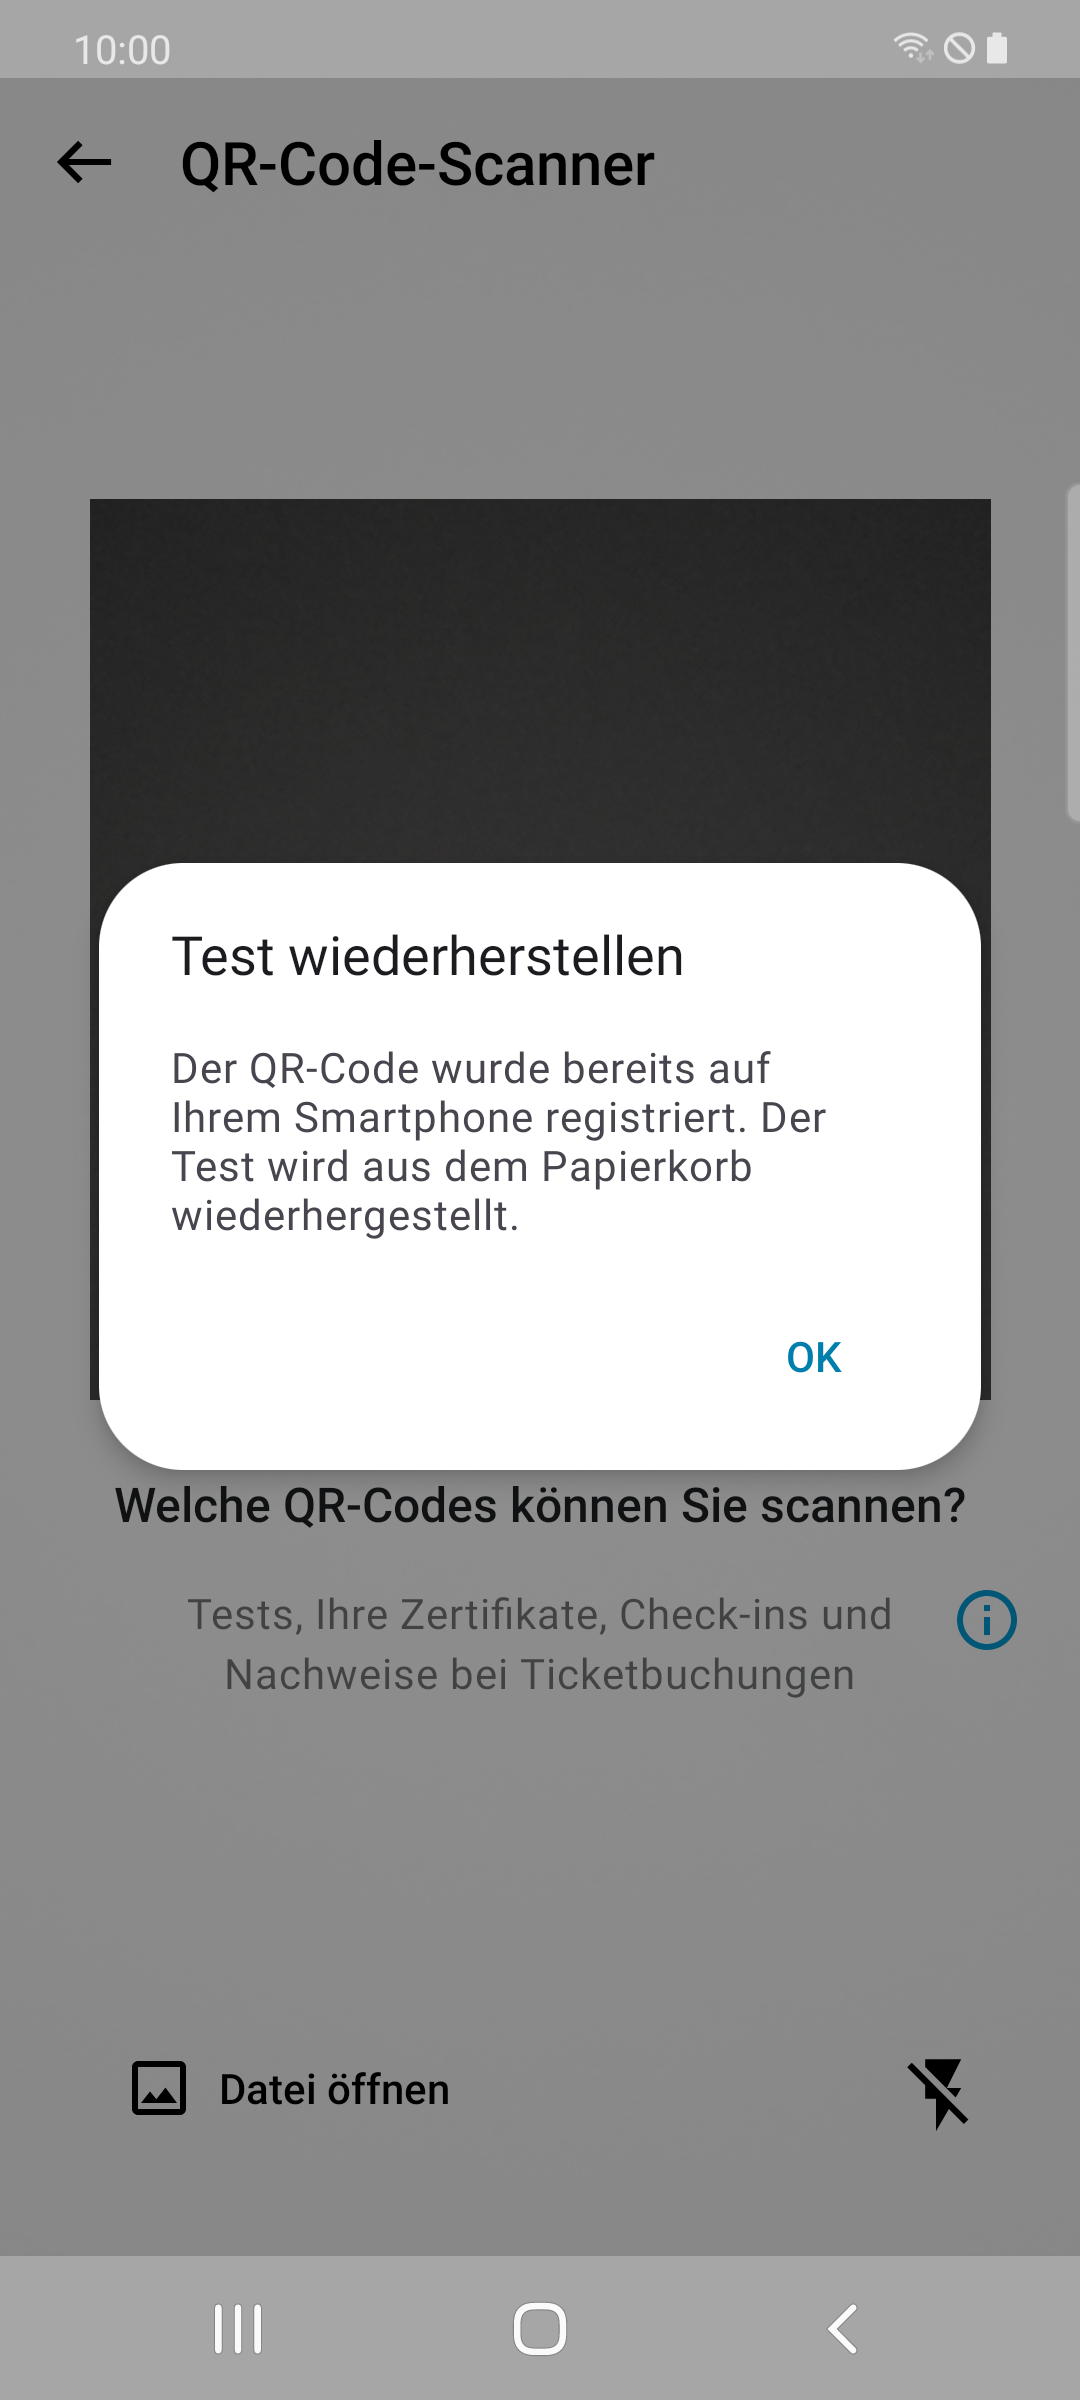 10:00
QR-Code-Scanner
Test wiederherstellen
Der QR-Code wurde bereits auf
Ihrem Smartphone registriert. Der
Test wird aus dem Papierkorb
wiederhergestellt.
OK
Welche QR-Codes können Sie scannen?
Tests, Ihre Zertifikate, Check-ins und
Nachweise bei Ticketbuchungen
Datei öffnen